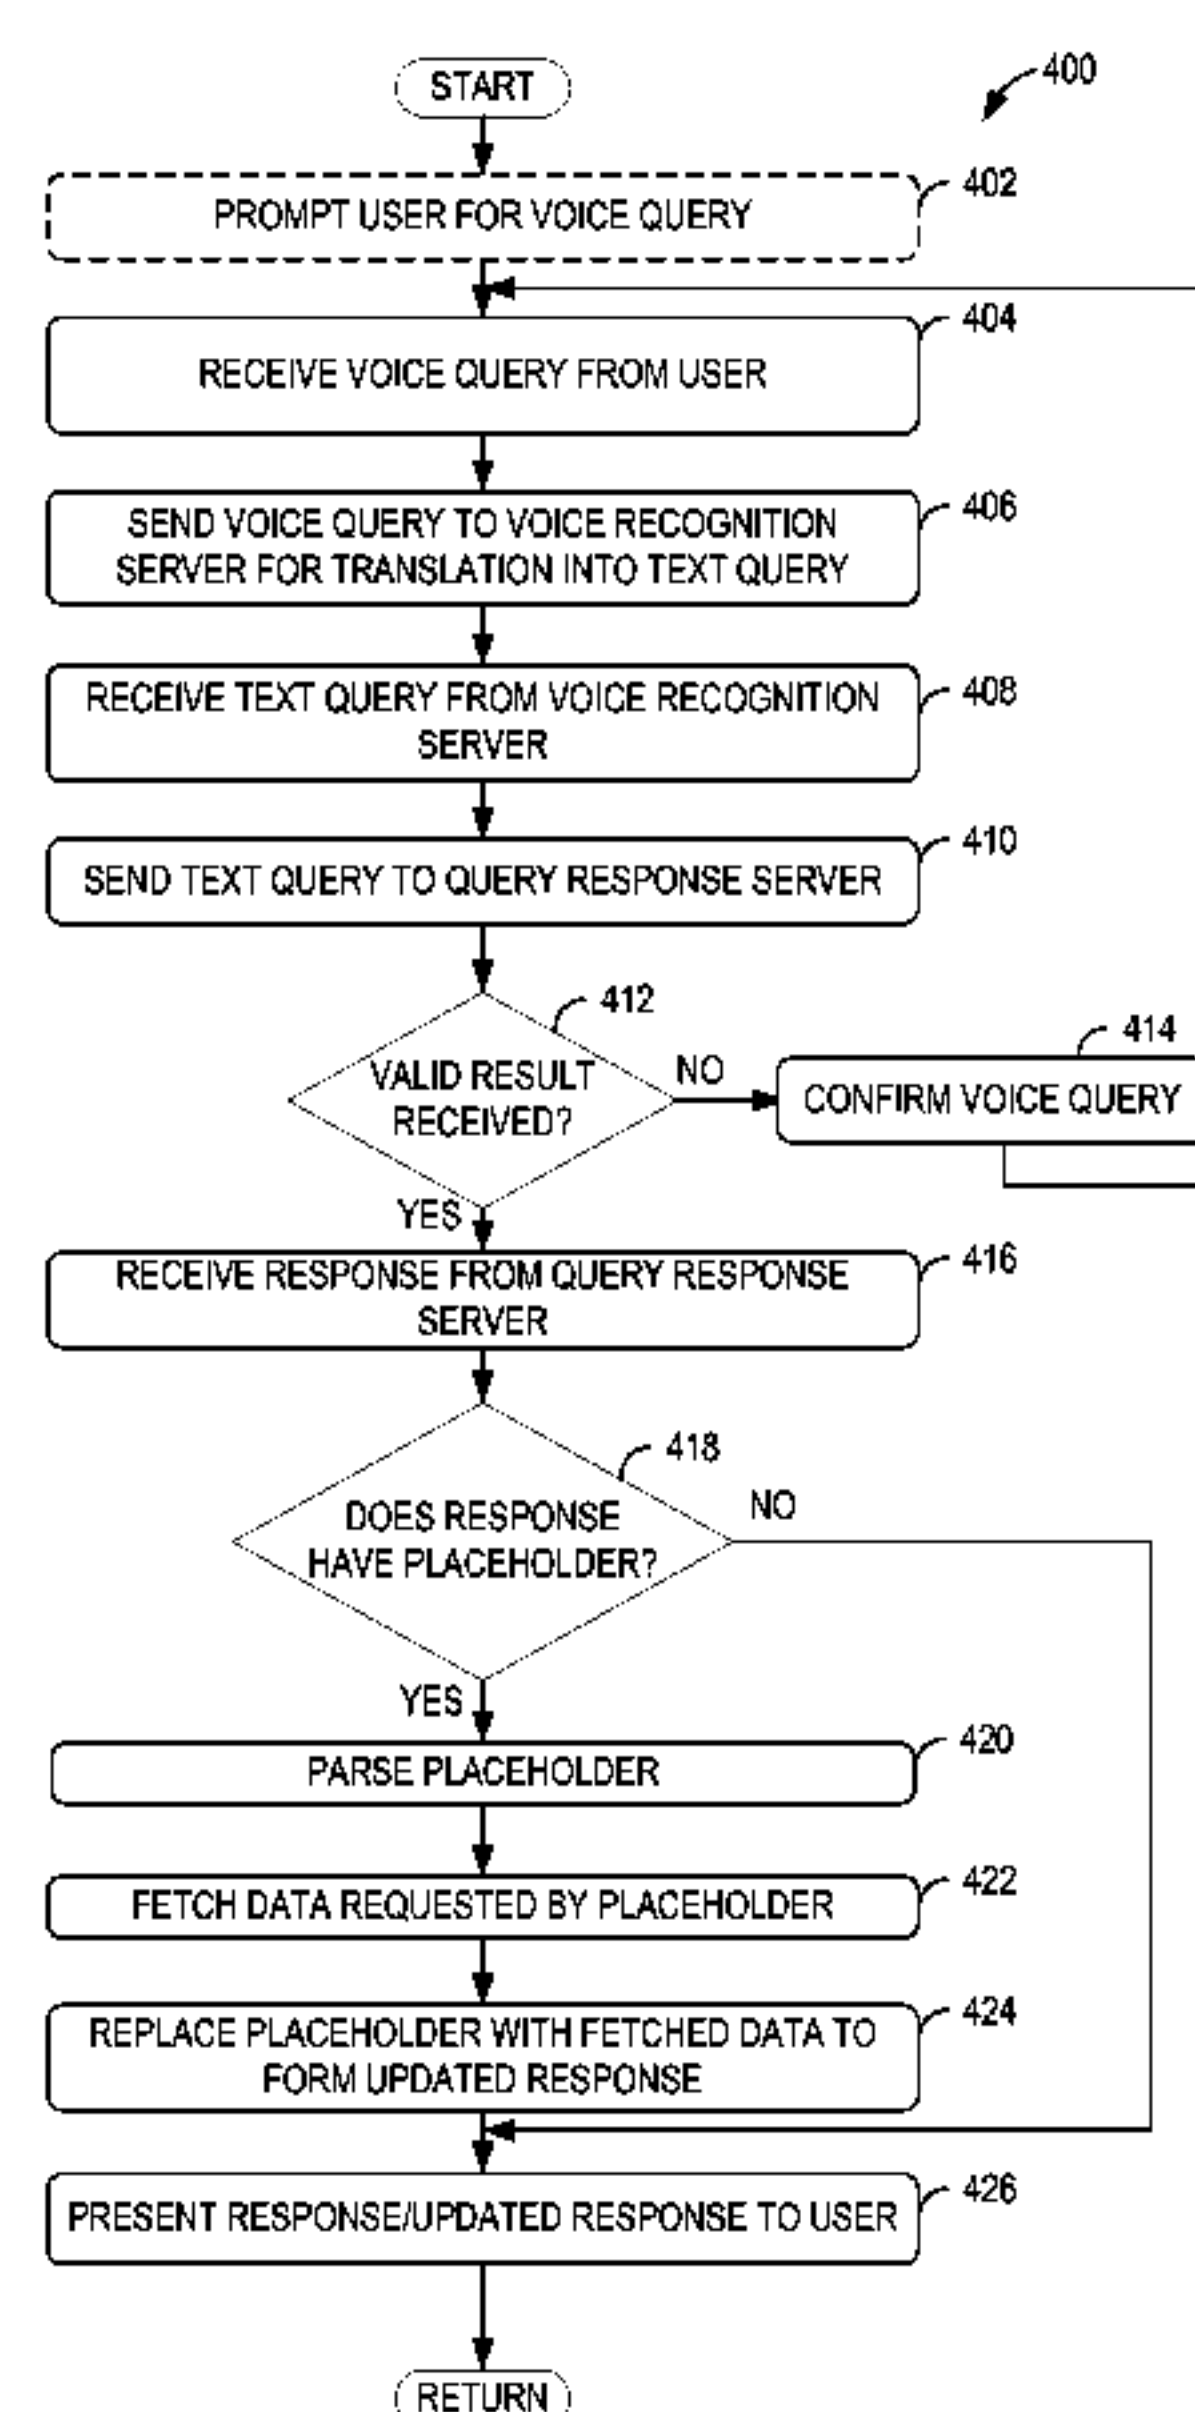 START
400
402
PROMPT USER FOR VOICE QUERY
404
RECEIVE VOICE QUERY FROM USER
406
SEND VOICE QUERY TO VOICE RECOGNITION
SERVER FOR TRANSLATION INTO TEXT QUERY
408
RECEIVE TEXT QUERY FROM VOICE RECOGNITION
SERVER
410
SEND TEXT QUERY TO QUERY RESPONSE SERVER
412
VALID RESULT
RECEIVED?
NO
414
CONFIRM VOICE QUERY
YES
416
RECEIVE RESPONSE FROM QUERY RESPONSE
SERVER
418
DOES RESPONSE
HAVE PLACEHOLDER?
NO
YES
420
PARSE PLACEHOLDER
422
FETCH DATA REQUESTED BY PLACEHOLDER
424
REPLACE PLACEHOLDER WITH FETCHED DATA TO
FORM UPDATED RESPONSE
426
PRESENT RESPONSE/UPDATED RESPONSE TO USER
RETURN